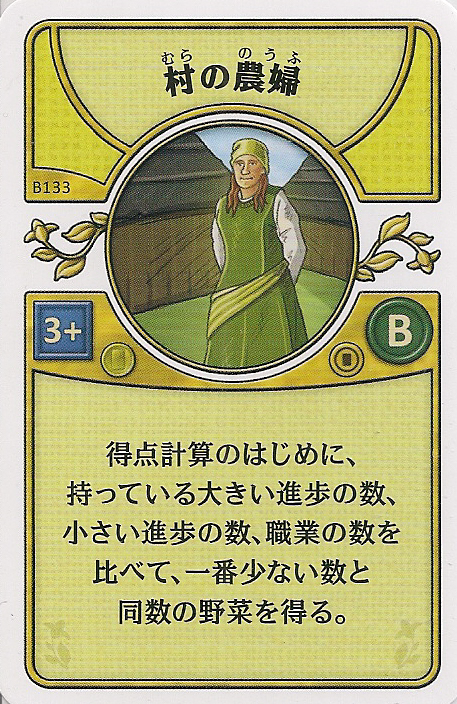 むら のうふ
村の農婦
B133
3+
B
得点計算のはじめに、
持っている大きい進歩の数、
小さい進歩の数、職業の数を
比べて、一番少ない数と
同数の野菜を得る。